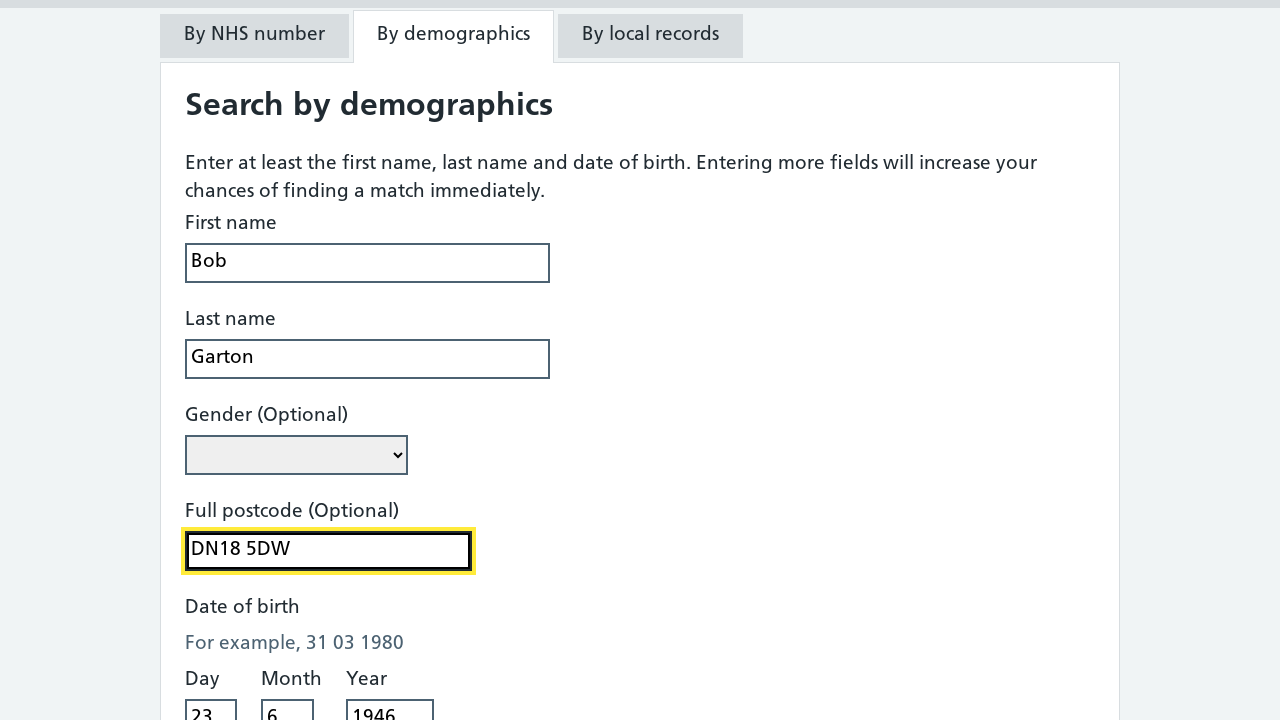 By NHS number
By demographics
By local records
Search by demographics
Enter at least the first name, last name and date of birth. Entering more fields will increase your
chances of finding a match immediately.
First name
Bob
Last name
Garton
Gender (Optional)
Full postcode (Optional)
DN18 5DW
Date of birth
For example, 31 03 1980
Day Month Year
23 6 1946